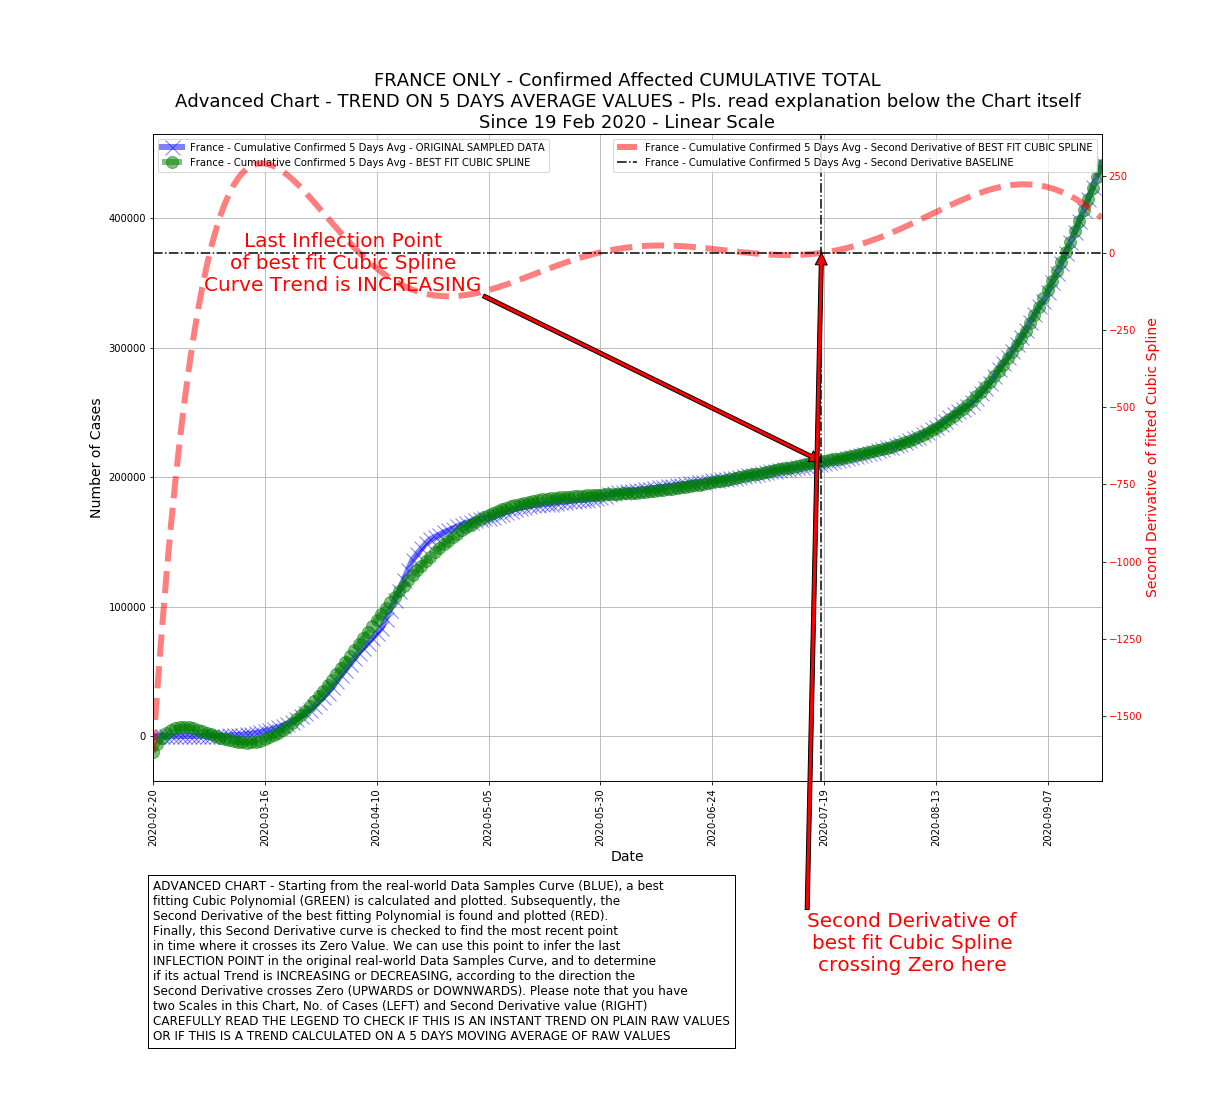 FRANCE ONLY - Confirmed Affected CUMULATIVE TOTAL
Advanced Chart - TREND ON 5 DAYS AVERAGE VALUES - Pls. read explanation below the Chart itself
Since 19 Feb 2020 - Linear Scale
France - Cumulative Confirmed 5 Days Avg - ORIGINAL SAMPLED DATA
France - Cumulative Confirmed 5 Days Avg - BEST FIT CUBIC SPLINE
France - Cumulative Confirmed 5 Days Avg - Second Derivative of BEST FIT CUBIC SPLINE
France - Cumulative Confirmed 5 Days Avg - Second Derivative BASELINE
Last Inflection Point
of best fit Cubic Spline
Curve Trend is INCREASING
Number of Cases
400000
300000
200000
100000
0
250
0
−250
−500
−750
−1000
−1250
−1500
Second Derivative of fitted Cubic Spline
2020-02-20
2020-03-16
2020-04-10
2020-05-05
2020-05-30
2020-06-24
2020-07-19
2020-08-13
2020-09-07
Date
Second Derivative of
best fit Cubic Spline
crossing Zero here
ADVANCED CHART - Starting from the real-world Data Samples Curve (BLUE), a best
fitting Cubic Polynomial (GREEN) is calculated and plotted. Subsequently, the
Second Derivative of the best fitting Polynomial is found and plotted (RED).
Finally, this Second Derivative curve is checked to find the most recent point
in time where it crosses its Zero Value. We can use this point to infer the last
INFLECTION POINT in the original real-world Data Samples Curve, and to determine
if its actual Trend is INCREASING or DECREASING, according to the direction the
Second Derivative crosses Zero (UPWARDS or DOWNWARDS). Please note that you have
two Scales in this Chart, No. of Cases (LEFT) and Second Derivative value (RIGHT)
CAREFULLY READ THE LEGEND TO CHECK IF THIS IS AN INSTANT TREND ON PLAIN RAW VALUES
OR IF THIS IS A TREND CALCULATED ON A 5 DAYS MOVING AVERAGE OF RAW VALUES